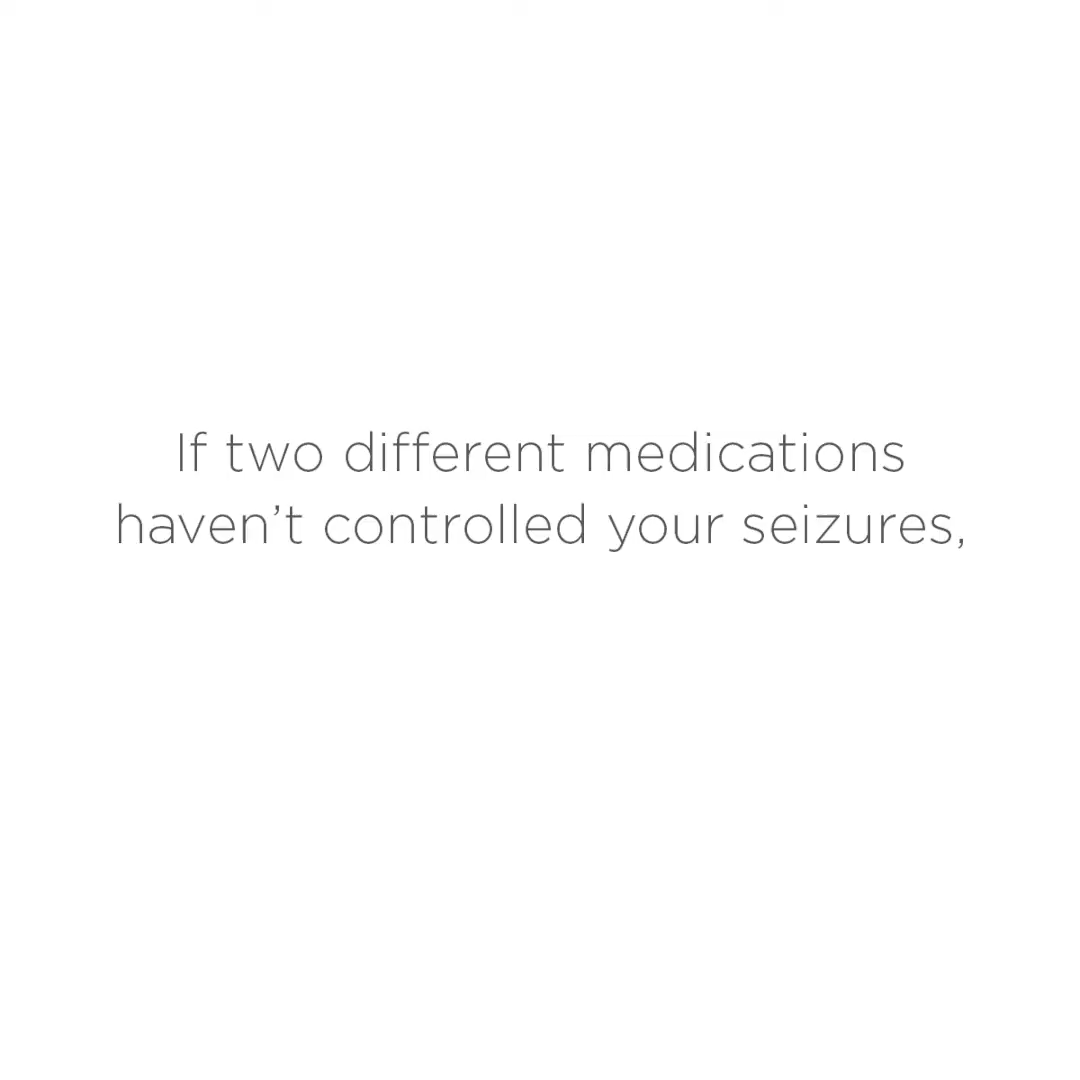 If two different medications
haven’t controlled your seizures,